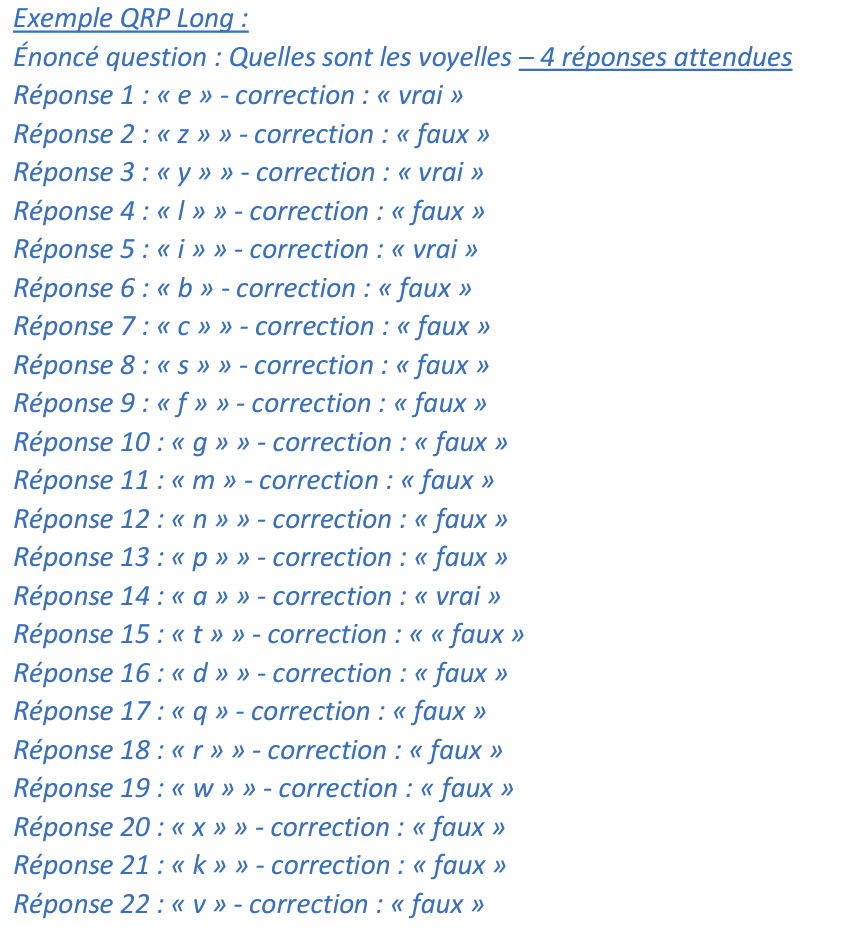 Exemple QRP Long :
Énoncé question : Quelles sont les voyelles – 4 réponses attendues
Réponse 1 : « e » - correction : « vrai »
Réponse 2 : « z » » - correction : « faux »
Réponse 3 : « y » » - correction : « vrai »
Réponse 4 : « l » » - correction : « faux »
Réponse 5 : « i » » - correction : « vrai »
Réponse 6 : « b » - correction : « faux »
Réponse 7 : « c » » - correction : « faux »
Réponse 8 : « s » » - correction : « faux »
Réponse 9 : « f » » - correction : « faux »
Réponse 10 : « g » » - correction : « faux »
Réponse 11 : « m » - correction : « faux »
Réponse 12 : « n » » - correction : « faux »
Réponse 13 : « p » » - correction : « faux »
Réponse 14 : « a » » - correction : « vrai »
Réponse 15 : « t » » - correction : « « faux »
Réponse 16 : « d » » - correction : « faux »
Réponse 17 : « q » - correction : « faux »
Réponse 18 : « r » » - correction : « faux »
Réponse 19 : « w » » - correction : « faux »
Réponse 20 : « x » » - correction : « faux »
Réponse 21 : « k » » - correction : « faux »
Réponse 22 : « v » - correction : « faux »